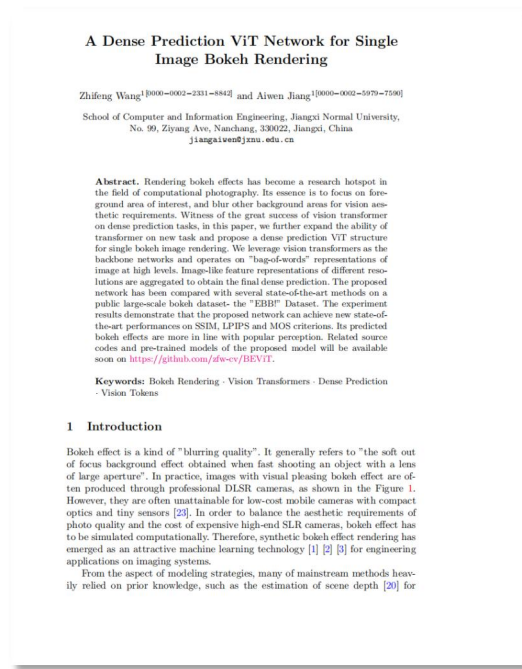 A Dense Prediction ViT Network for Single
Image Bokeh Rendering
Zhifeng Wang1[0000−0002−2331−8842] and Aiwen Jiang1[0000−0002−5979−7590]
School of Computer and Information Engineering, Jiangxi Normal University,
No. 99, Ziyang Ave, Nanchang, 330022, Jiangxi, China
jiangaiwen@jxnu.edu.cn
Abstract. Rendering bokeh effects has become a research hotspot in
the field of computational photography. Its essence is to focus on fore-
ground area of interest, and blur other background areas for vision aes-
thetic requirements. Witness of the great success of vision transformer
on dense prediction tasks, in this paper, we further expand the ability of
transformer on new task and propose a dense prediction ViT structure
for single bokeh image rendering. We leverage vision transformers as the
backbone networks and operates on "bag-of-words" representations of
image at high levels. Image-like feature representations of different reso-
lutions are aggregated to obtain the final dense prediction. The proposed
network has been compared with several state-of-the-art methods on a
public large-scale bokeh dataset- the "EBB!" Dataset. The experiment
results demonstrate that the proposed network can achieve new state-of-
the-art performances on SSIM, LPIPS and MOS criterions. Its predicted
bokeh effects are more in line with popular perception. Related source
codes and pre-trained models of the proposed model will be available
soon on https://github.com/zfw-cv/BEViT.
Keywords: Bokeh Rendering · Vision Transformers · Dense Prediction
· Vision Tokens
1 Introduction
Bokeh effect is a kind of "blurring quality". It generally refers to "the soft out
of focus background effect obtained when fast shooting an object with a lens
of large aperture". In practice, images with visual pleasing bokeh effect are of-
ten produced through professional DLSR cameras, as shown in the Figure 1.
However, they are often unattainable for low-cost mobile cameras with compact
optics and tiny sensors [23]. In order to balance the aesthetic requirements of
photo quality and the cost of expensive high-end SLR cameras, bokeh effect has
to be simulated computationally. Therefore, synthetic bokeh effect rendering has
emerged as an attractive machine learning technology [1] [2] [3] for engineering
applications on imaging systems.
From the aspect of modeling strategies, many of mainstream methods heav-
ily relied on prior knowledge, such as the estimation of scene depth [20] for